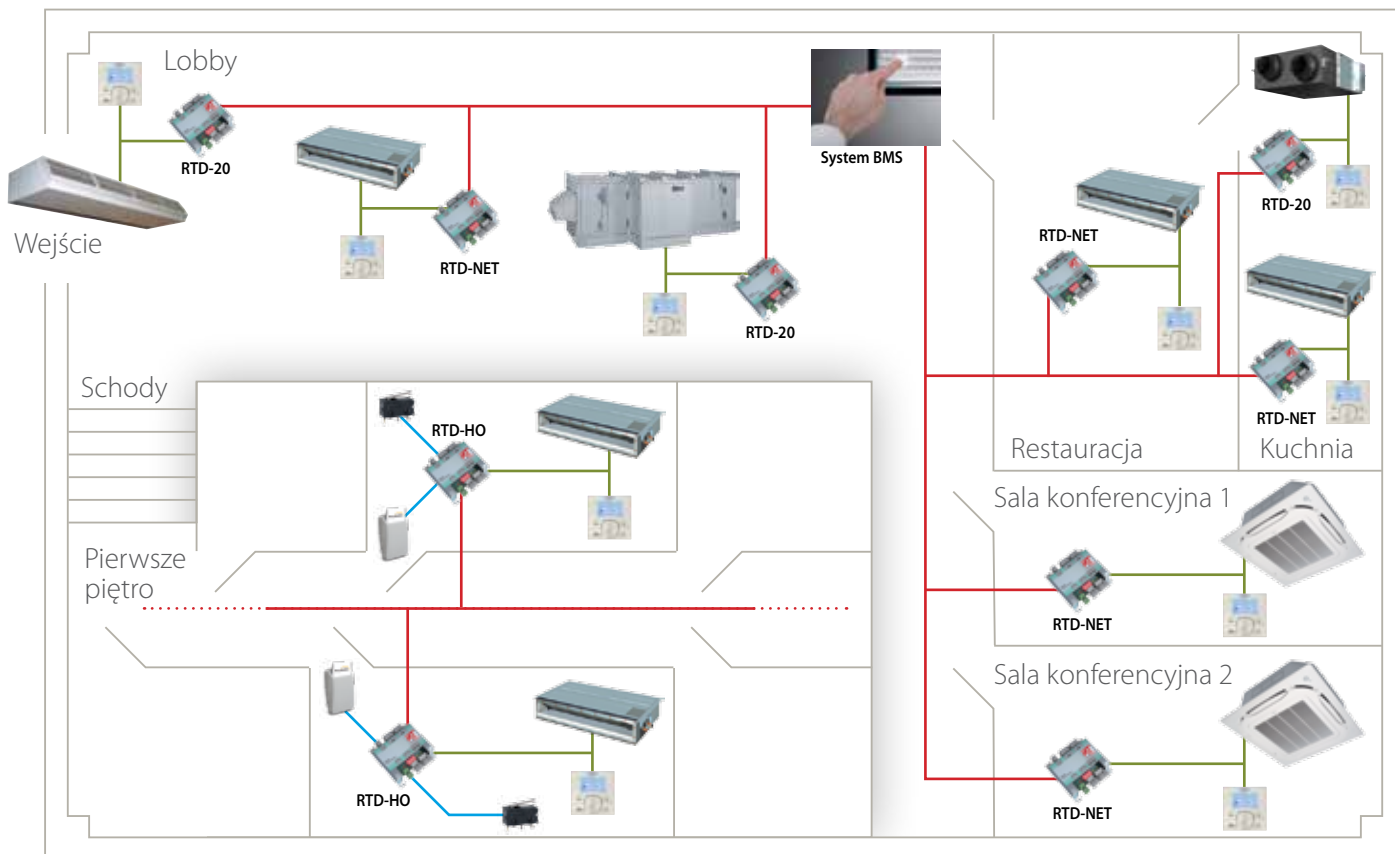 Lobby
RTD-20
Wejście
RTD-NET
RTD-20
System BMS
RTD-NET
RTD-20
RTD-NET
Restauracja
Kuchnia
Schody
RTD-HO
Pierwsze
piętro
RTD-HO
Sala konferencyjna 1
RTD-NET
Sala konferencyjna 2
RTD-NET